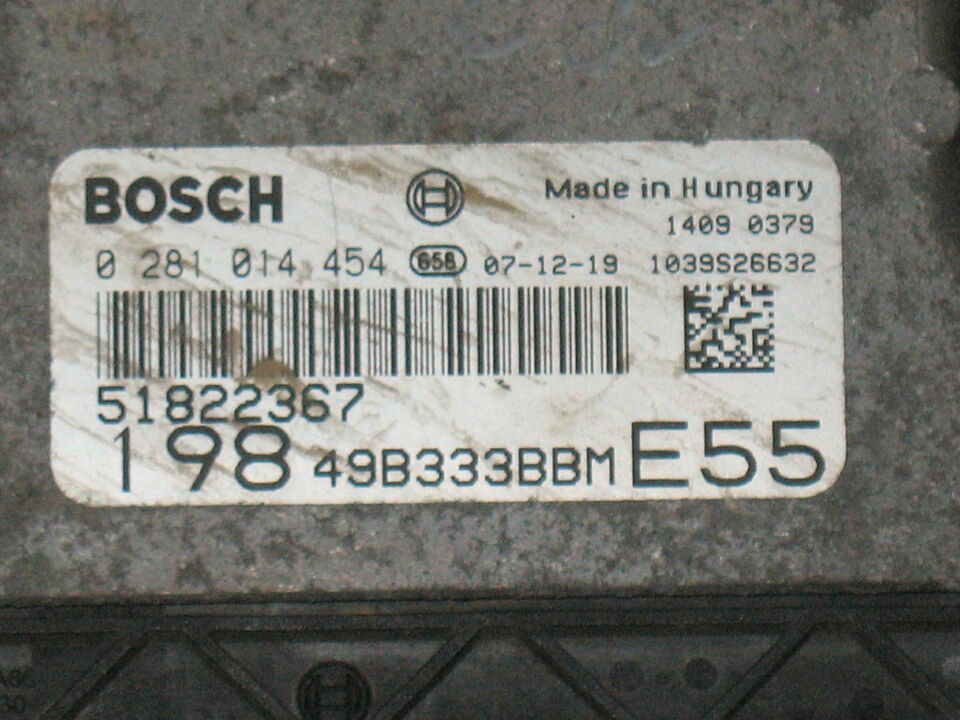 BOSCH Made in Hungary
1409 0379
0 281 014 454 658 07-12-19 1039S26632
51822367
198 49B333BBM E55